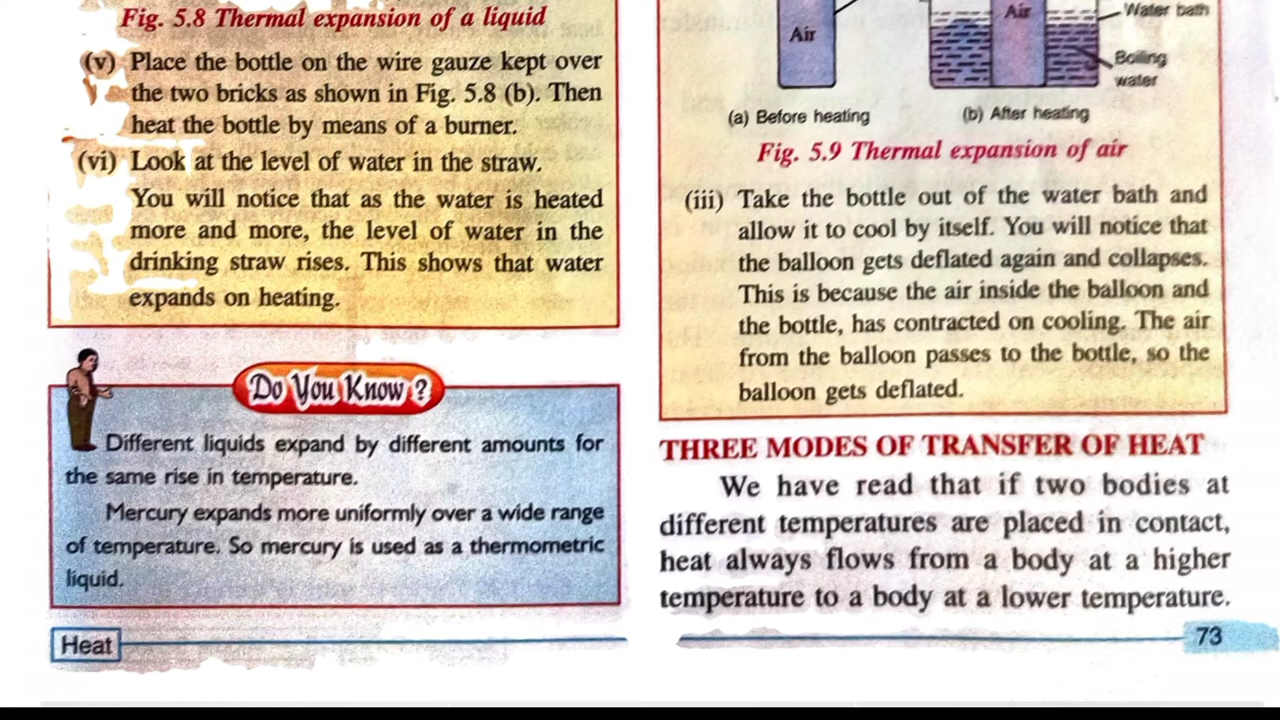 Fig. 5.8 Thermal expansion of a liquid
(v) Place the bottle on the wire gauze kept over
the two bricks as shown in Fig. 5.8 (b). Then
heat the bottle by means of a burner.
(vi) Look at the level of water in the straw.
You will notice that as the water is heated
more and more, the level of water in the
drinking straw rises. This shows that water
expands on heating.
Do You Know ?
Different liquids expand by different amounts for
the same rise in temperature.
Mercury expands more uniformly over a wide range
of temperature. So mercury is used as a thermometric
liquid.
Heat
Air
Air
Water bath
Boiling
water
(a) Before heating
(b) After heating
Fig. 5.9 Thermal expansion of air
(iii) Take the bottle out of the water bath and
allow it to cool by itself. You will notice that
the balloon gets deflated again and collapses.
This is because the air inside the balloon and
the bottle, has contracted on cooling. The air
from the balloon passes to the bottle, so the
balloon gets deflated.
THREE MODES OF TRANSFER OF HEAT
We have read that if two bodies at
different temperatures are placed in contact,
heat always flows from a body at a higher
temperature to a body at a lower temperature.
73